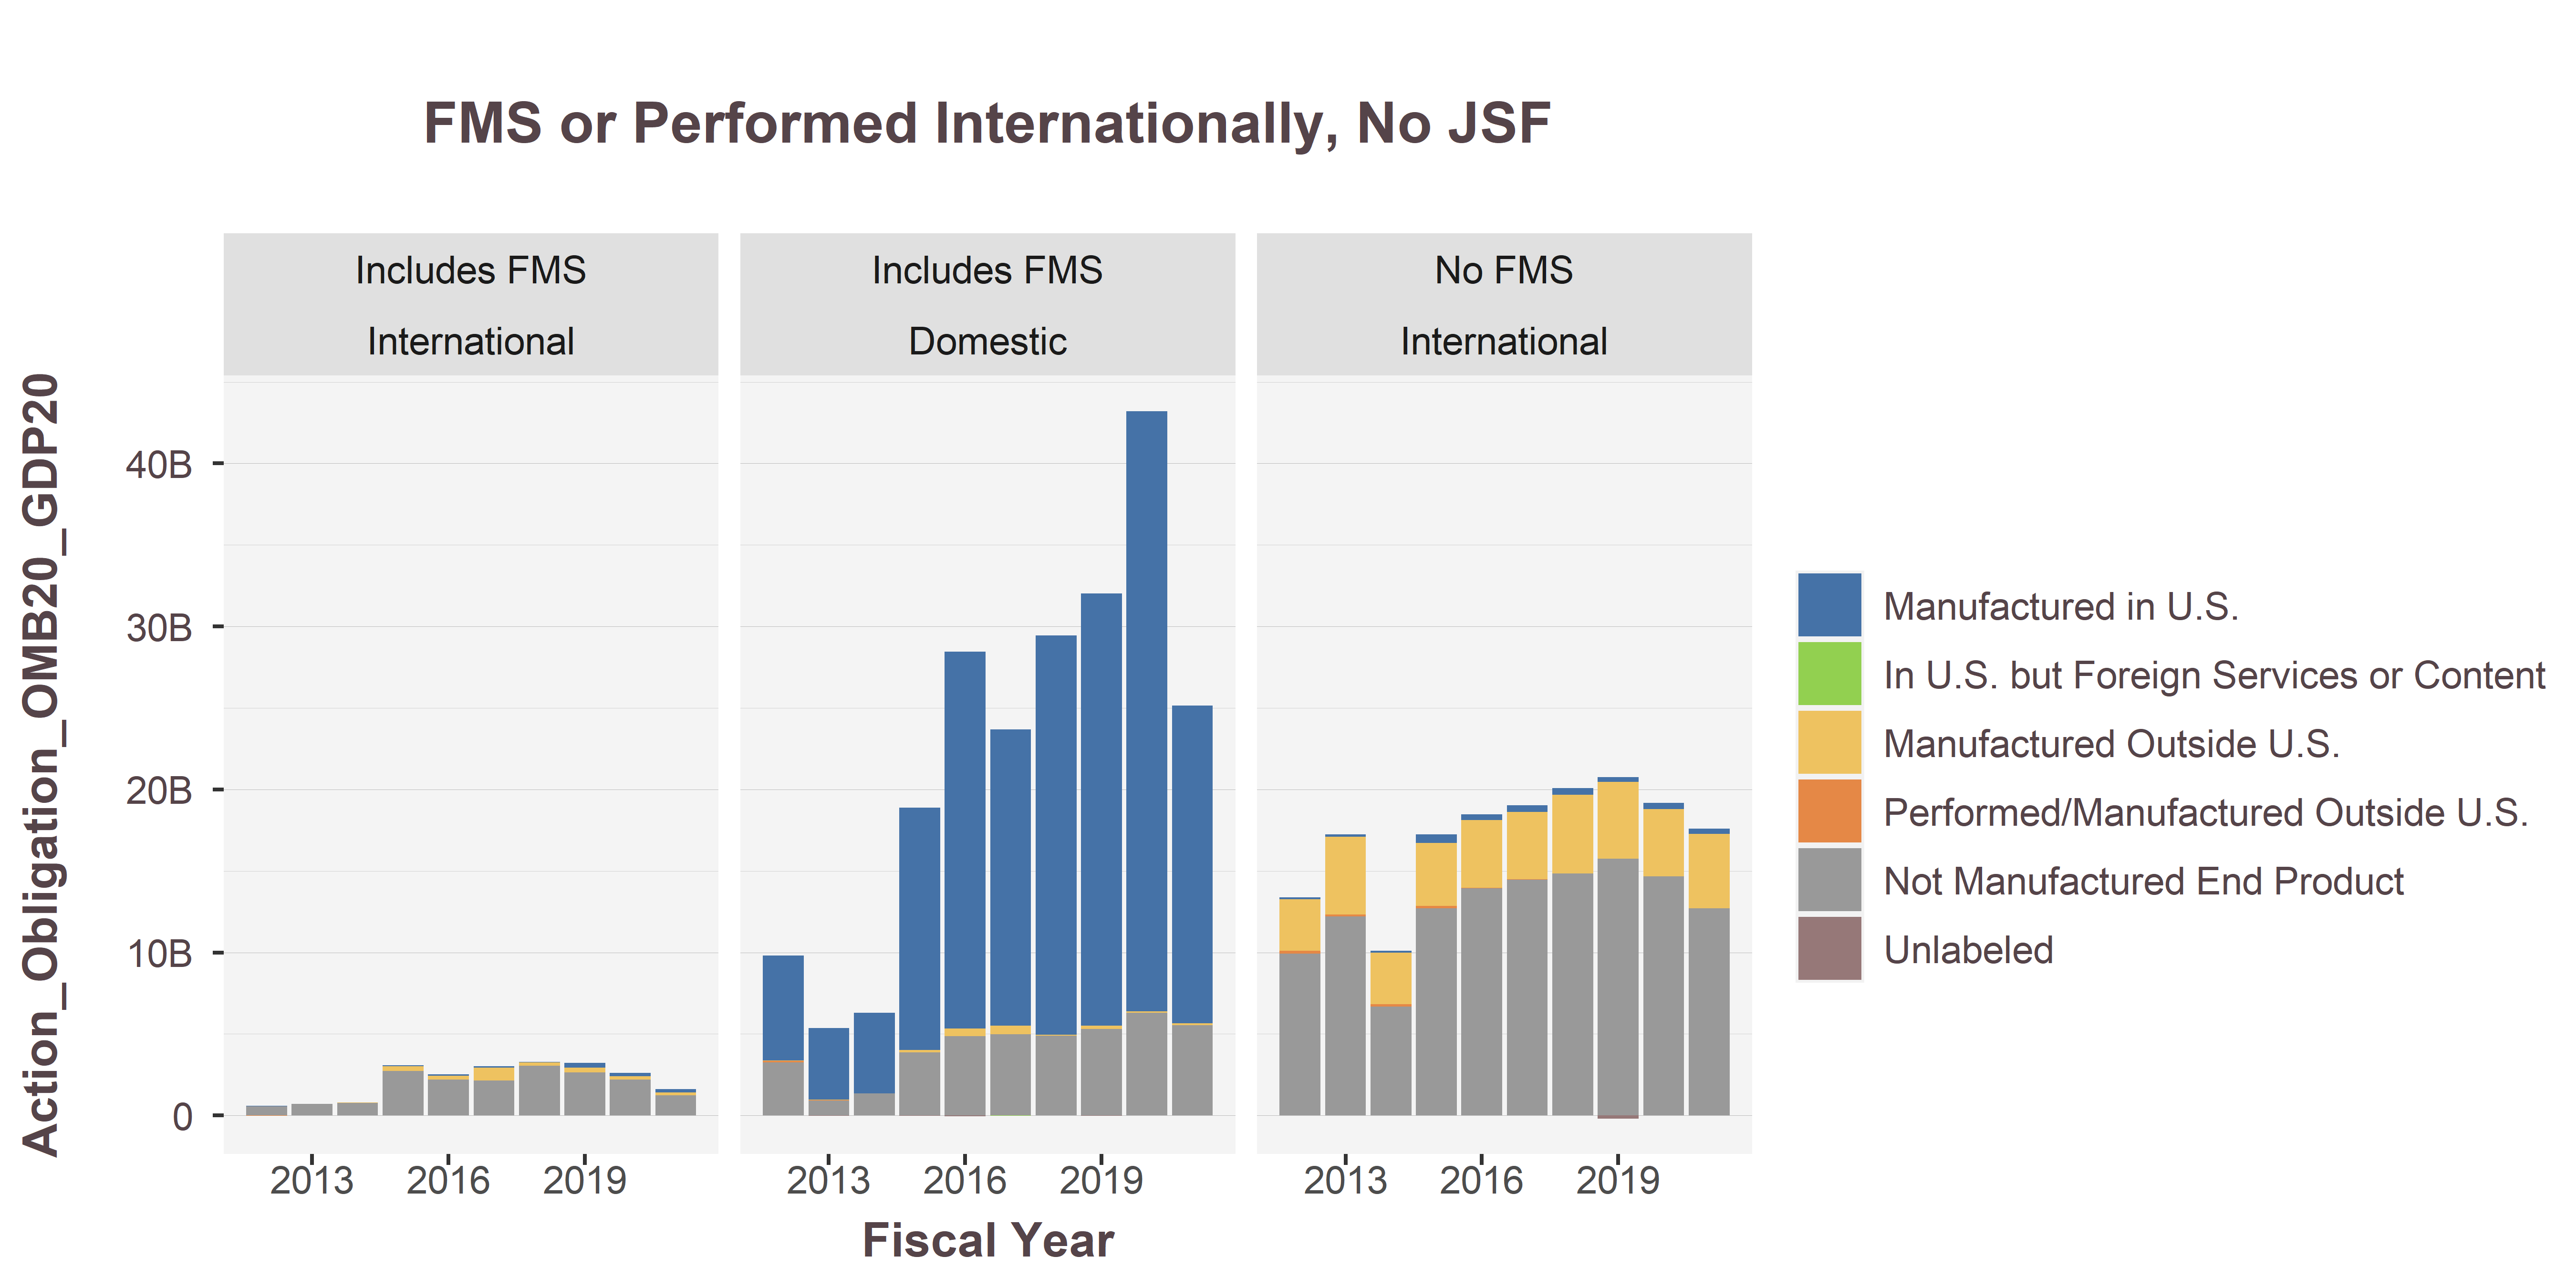 FMS or Performed Internationally, No JSF
Includes FMS
International
Includes FMS
Domestic
No FMS
International
Action_Obligation_OMB20_GDP20
40B
30B
20B
10B
0
2013 2016 2019
2013 2016 2019
2013 2016 2019
Fiscal Year
Manufactured in U.S.
In U.S. but Foreign Services or Content
Manufactured Outside U.S.
Performed/Manufactured Outside U.S.
Not Manufactured End Product
Unlabeled